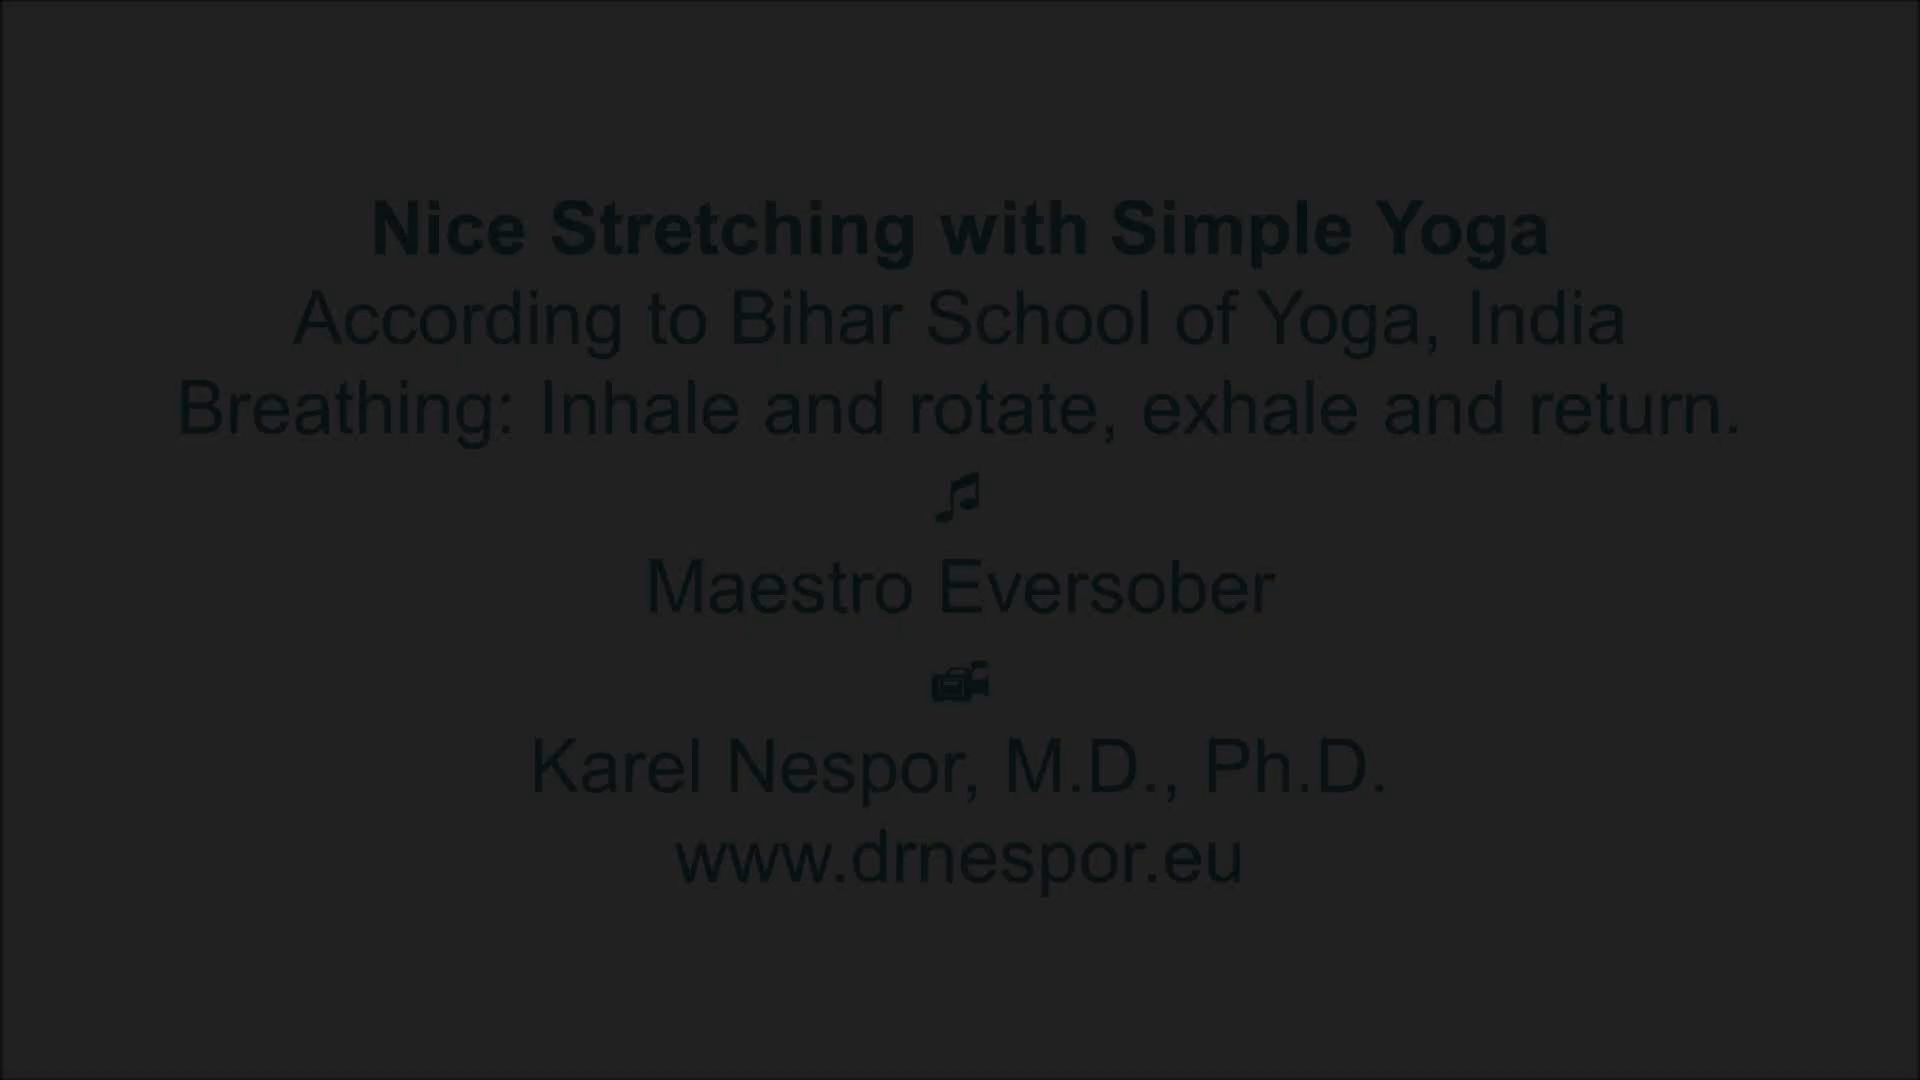 Nice Stretching with Simple Yoga
According to Bihar School of Yoga, India
Breathing: Inhale and rotate, exhale and return.
♫
Maestro Eversober
Karel Nespor, M.D., Ph.D.
www.drnespor.eu